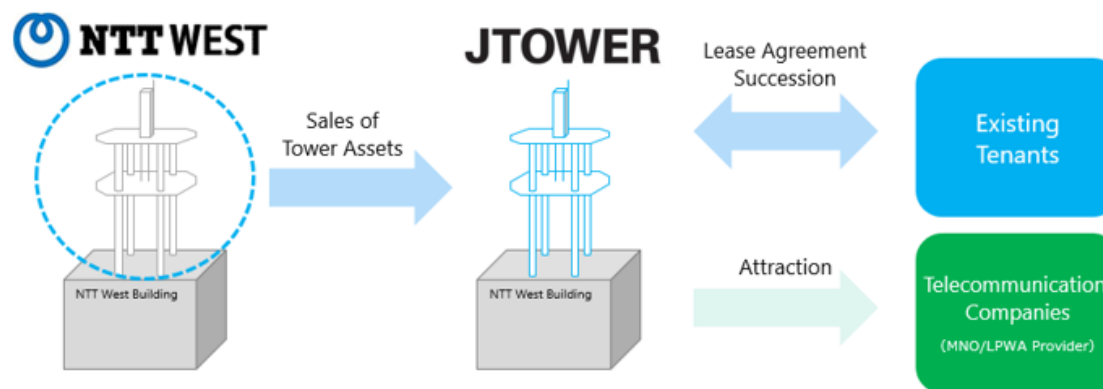 NTT WEST
JTOWER
Lease Agreement
Succession
Sales of
Tower Assets
Existing
Tenants
Attraction
NTT West Building
NTT West Building
Telecommunication
Companies
(MNO/LPWA Provider)